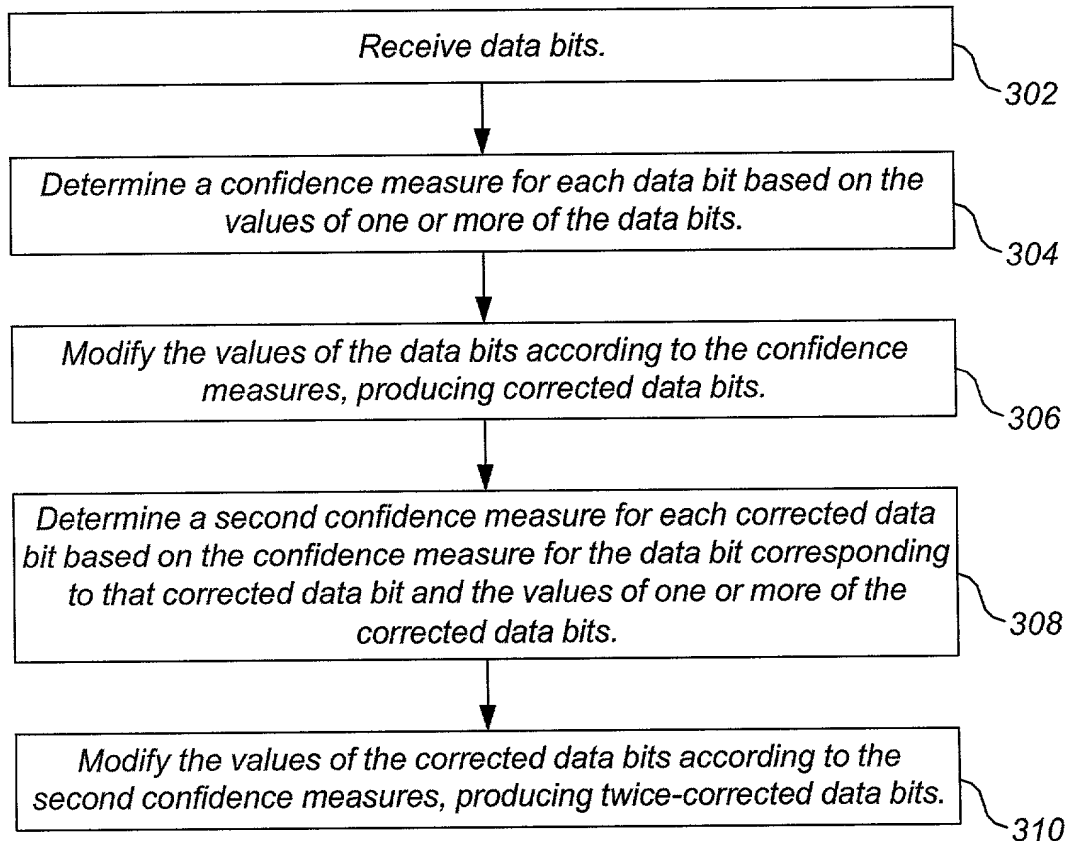 Receive data bits.
302
Determine a confidence measure for each data bit based on the
values of one or more of the data bits.
304
Modify the values of the data bits according to the confidence
measures, producing corrected data bits.
306
Determine a second confidence measure for each corrected data
bit based on the confidence measure for the data bit corresponding
to that corrected data bit and the values of one or more of the
corrected data bits.
308
Modify the values of the corrected data bits according to the
second confidence measures, producing twice-corrected data bits.
310